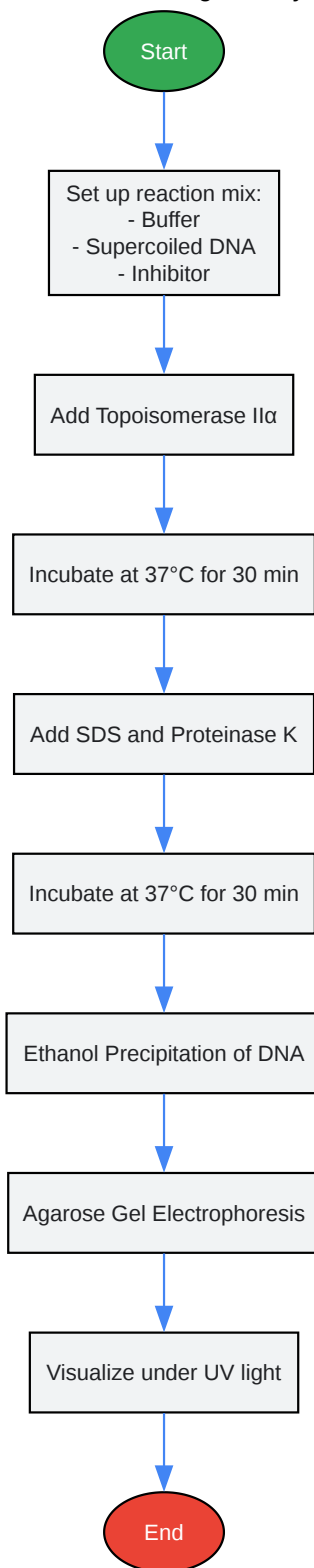 Start
Set up reaction mix:
- Buffer
- Supercoiled DNA
- Inhibitor
Add Topoisomerase IIα
Incubate at 37°C for 30 min
Add SDS and Proteinase K
Incubate at 37°C for 30 min
Ethanol Precipitation of DNA
Agarose Gel Electrophoresis
Visualize under UV light
End